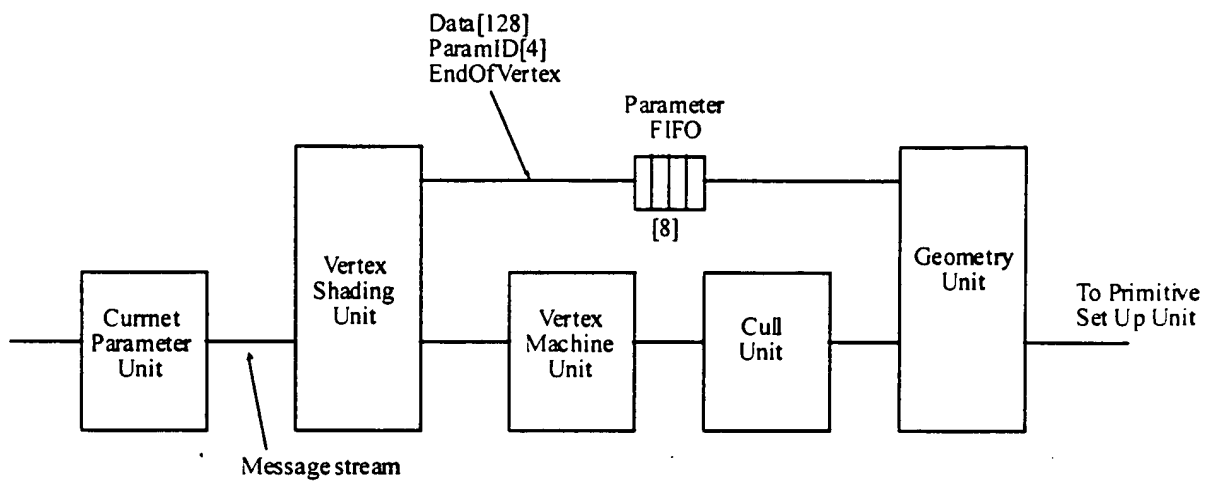 Data[128]
ParamID[4]
EndOfVertex
Parameter
FIFO
[8]
Vertex
Shading
Unit
Geometry
Unit
To Primitive
Set Up Unit
Currnet
Parameter
Unit
Vertex
Machine
Unit
Cull
Unit
Message stream